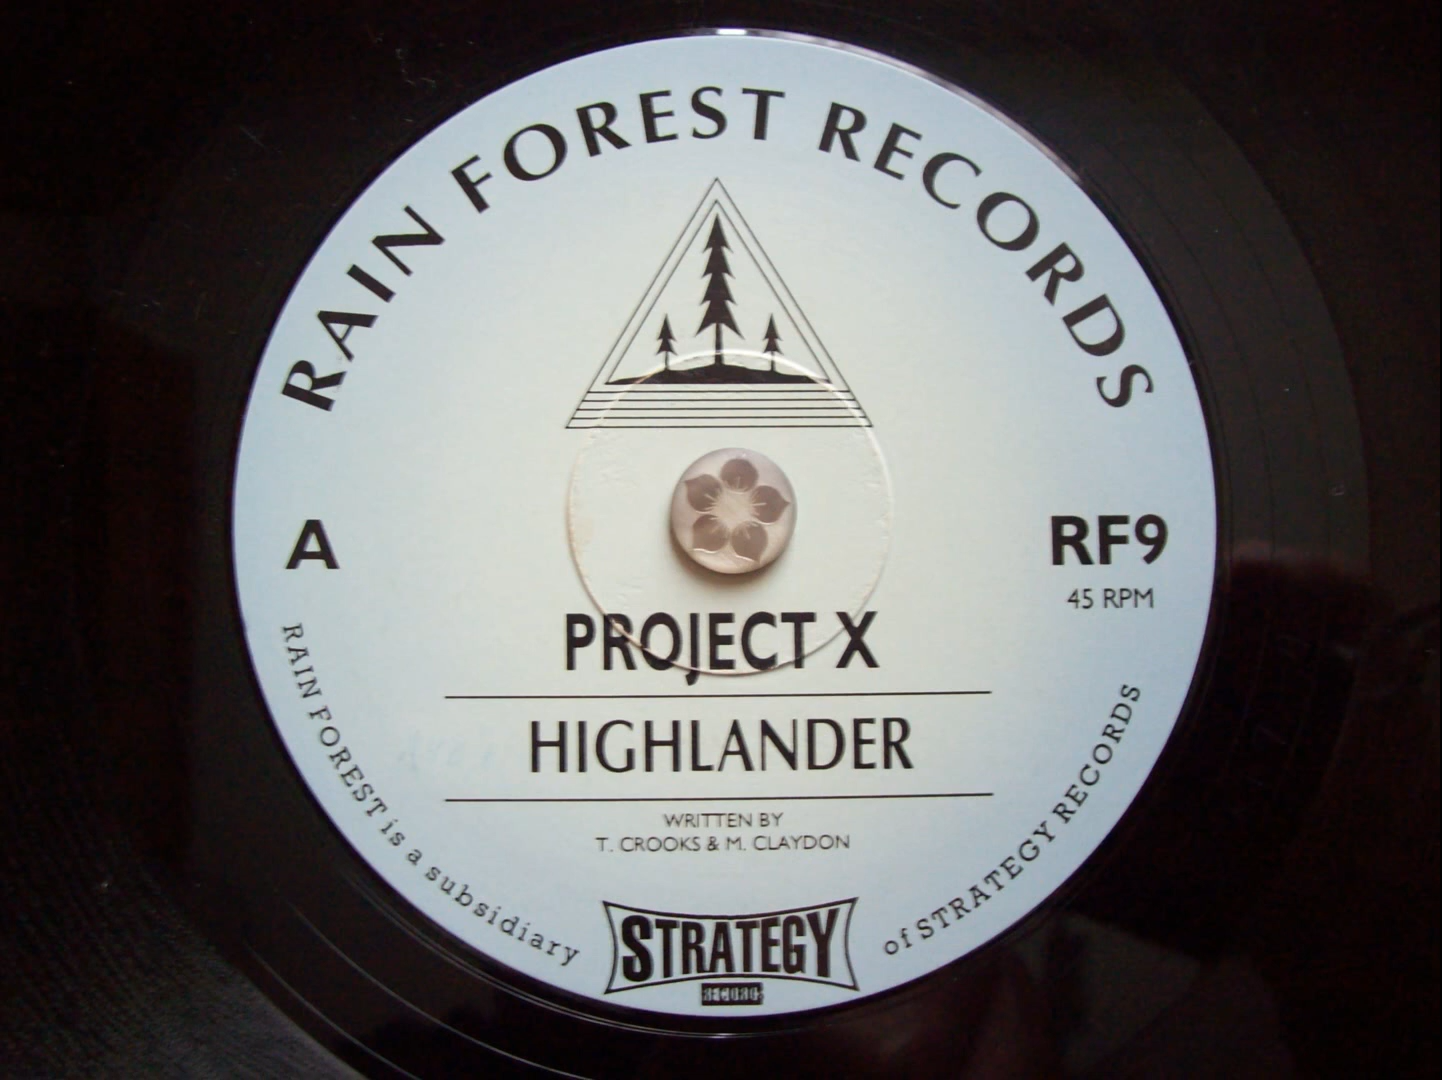 RAIN FOREST RECORDS
A
RF9
45 RPM
PROJECT X
HIGHLANDER
WRITTEN BY
T. CROOKS & M. CLAYDON
RAIN FOREST is a subsidiary
STRATEGY
RECORDS
of STRATEGY RECORDS